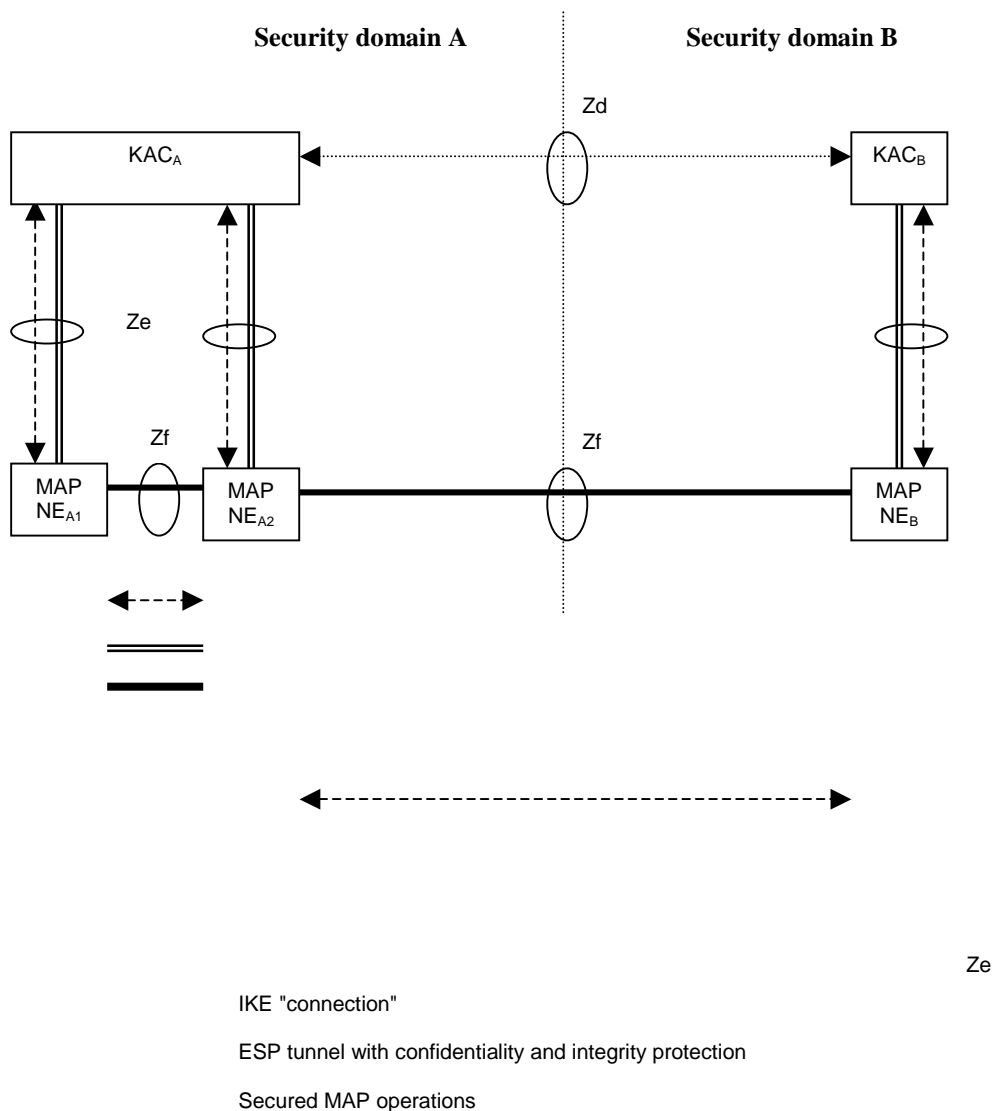 Security domain A
Security domain B
Zd
KACA
KACB
Ze
Zf
Zf
MAP
NEA1
MAP
NEA2
MAP
NEB
Ze
IKE "connection"
ESP tunnel with confidentiality and integrity protection
Secured MAP operations